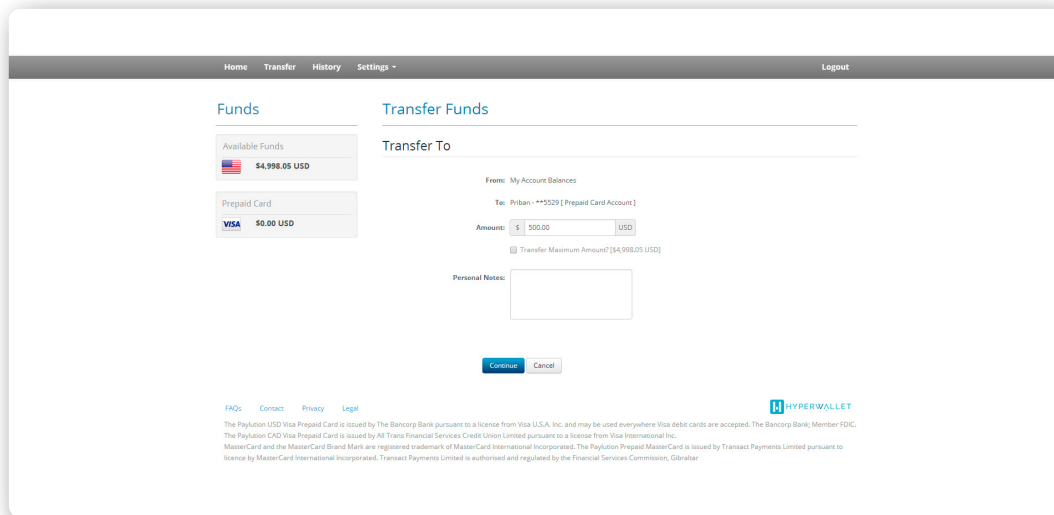 Home Transfer History Settings Logout
Funds
Available Funds
$4,998.05 USD
Prepaid Card
VISA $0.00 USD
Transfer Funds
Transfer To
From: My Account Balances
To: Priban - **5529 [ Prepaid Card Account ]
Amount: $ 500.00 USD
Transfer Maximum Amount? [$4,998.05 USD]
Personal Notes:
Continue Cancel
FAQs Contact Privacy Legal
HYPERWALLET
The Paylution USD Visa Prepaid Card is issued by The Bancorp Bank pursuant to a license from Visa U.S.A. Inc. and may be used everywhere Visa debit cards are accepted. The Bancorp Bank; Member FDIC.
The Paylution CAD Visa Prepaid Card is issued by All Trans Financial Services Credit Union Limited pursuant to a license from Visa International Inc.
MasterCard and the MasterCard Brand Mark are registered trademark of MasterCard International Incorporated. The Paylution Prepaid MasterCard is issued by Transact Payments Limited pursuant to
licence by MasterCard International Incorporated. Transact Payments Limited is authorised and regulated by the Financial Services Commission, Gibraltar